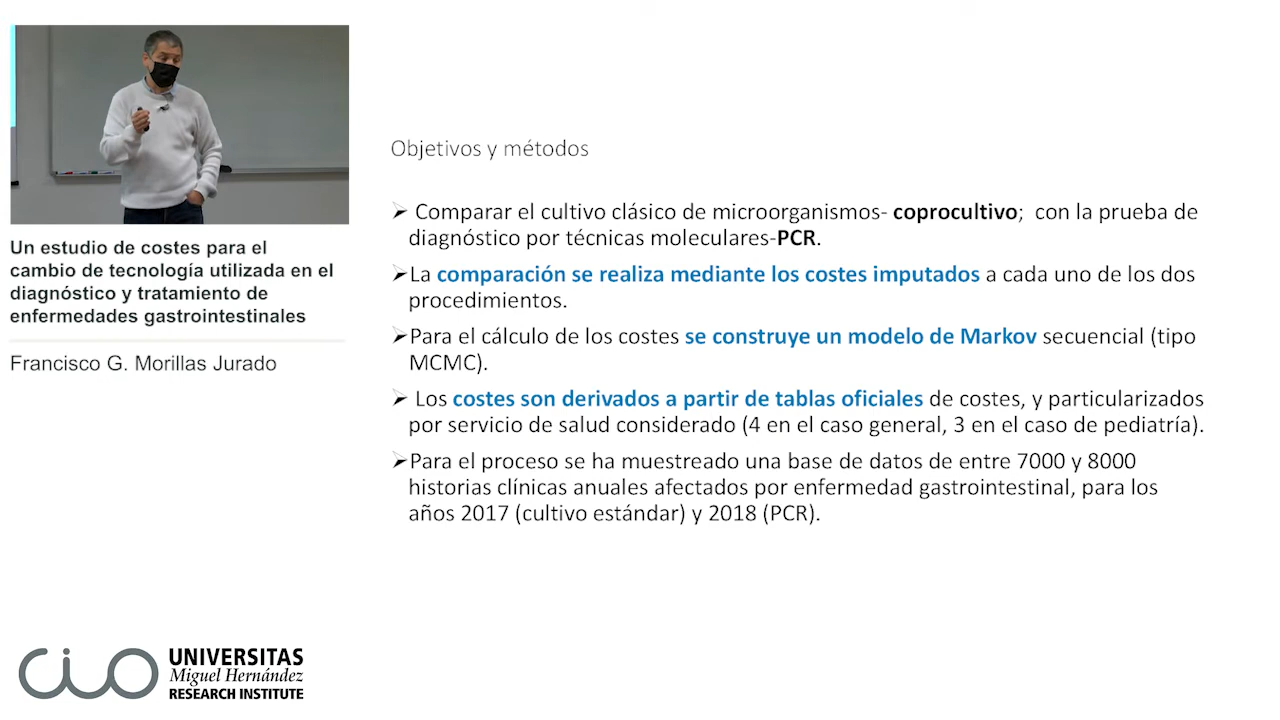 Un estudio de costes para el
cambio de tecnología utilizada en el
diagnóstico y tratamiento de
enfermedades gastrointestinales
Francisco G. Morillas Jurado
Objetivos y métodos
➢ Comparar el cultivo clásico de microorganismos- coprocultivo; con la prueba de
diagnóstico por técnicas moleculares-PCR.
➢La comparación se realiza mediante los costes imputados a cada uno de los dos
procedimientos.
➢Para el cálculo de los costes se construye un modelo de Markov secuencial (tipo
MCMC).
➢ Los costes son derivados a partir de tablas oficiales de costes, y particularizados
por servicio de salud considerado (4 en el caso general, 3 en el caso de pediatría).
➢Para el proceso se ha muestreado una base de datos de entre 7000 y 8000
historias clínicas anuales afectados por enfermedad gastrointestinal, para los
años 2017 (cultivo estándar) y 2018 (PCR).
cio
UNIVERSITAS
Miguel Hernández
RESEARCH INSTITUTE